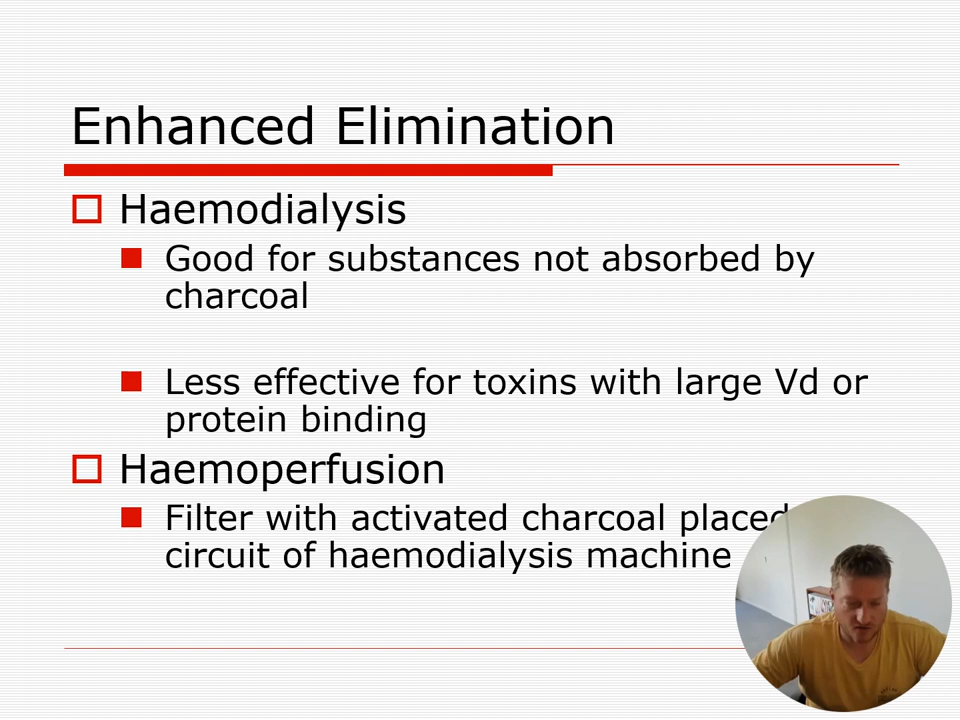 Enhanced Elimination
Haemodialysis
Good for substances not absorbed by
charcoal
Less effective for toxins with large Vd or
protein binding
Haemoperfusion
Filter with activated charcoal placed
circuit of haemodialysis machine